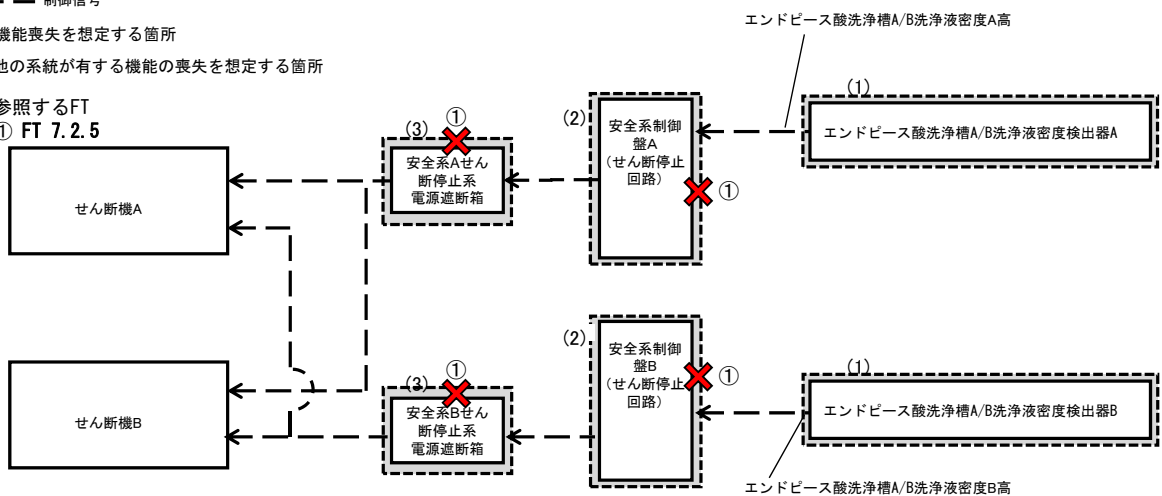 制御信号
機能喪失を想定する箇所
他の系統が有する機能の喪失を想定する箇所
参照するFT
① FT 7.2.5
エンドピース酸洗浄槽A/B洗浄液密度A高
せん断機A
(3)
①
安全系Aせん
断停止系
電源遮断箱
(2)
安全系制御
盤A
(せん断停止
回路)
①
(1)
エンドピース酸洗浄槽A/B洗浄液密度検出器A
せん断機B
(3)
①
安全系Bせん
断停止系
電源遮断箱
(2)
安全系制御
盤B
(せん断停止
回路)
①
(1)
エンドピース酸洗浄槽A/B洗浄液密度検出器B
エンドピース酸洗浄槽A/B洗浄液密度B高